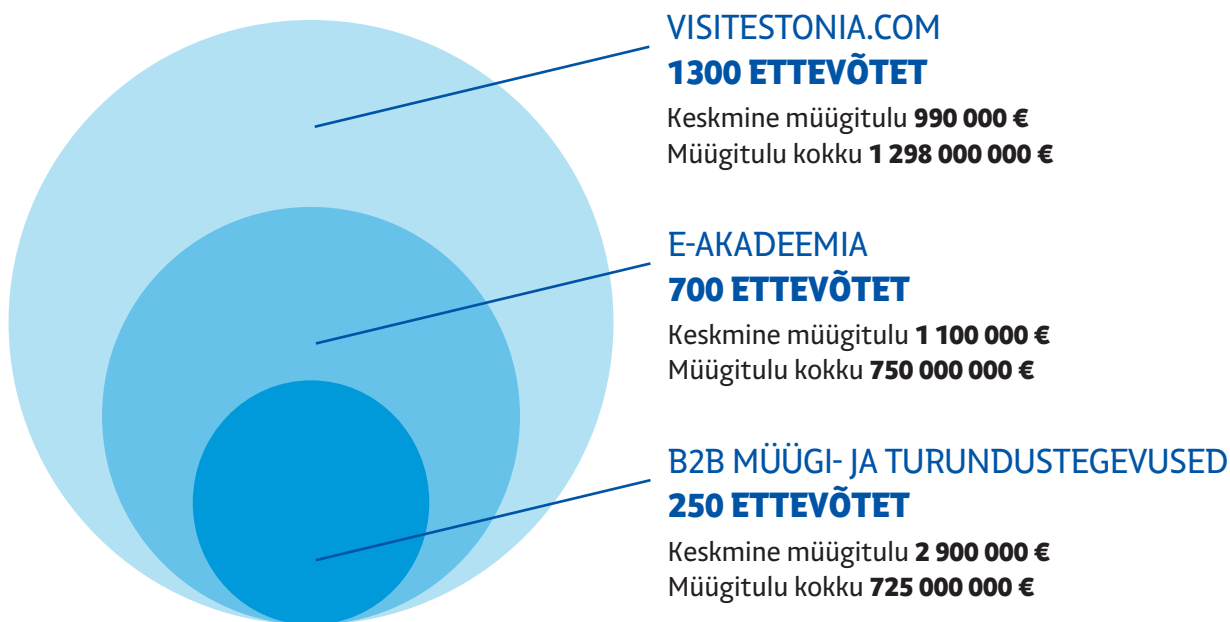 VISITESTONIA.COM
1300 ETTEVÕTET
Keskmine müügitulu 990 000 €
Müügitulu kokku 1 298 000 000 €
E-AKADEEMIA
700 ETTEVÕTET
Keskmine müügitulu 1 100 000 €
Müügitulu kokku 750 000 000 €
B2B MÜÜGI- JA TURUNDUSTEGEVUSED
250 ETTEVÕTET
Keskmine müügitulu 2 900 000 €
Müügitulu kokku 725 000 000 €